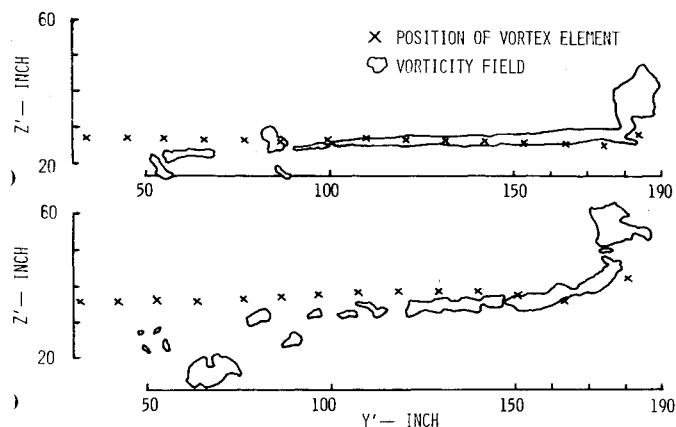 60
× POSITION OF VORTEX ELEMENT
VORTICITY FIELD
Z'— INCH
20
)
50 100 150 190
60
Z'— INCH
20
)
50 100 150 190
Y'— INCH